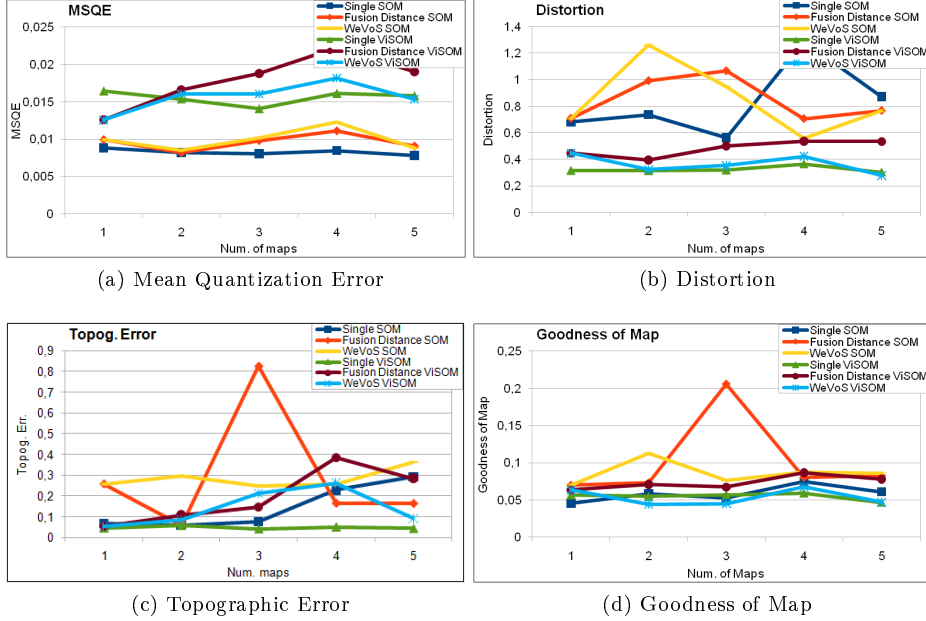 MSQE
Single SOM
Fusion Distance SOM
WeVoS SOM
Single ViSOM
Fusion Distance ViSOM
WeVoS ViSOM
0,025
0,02
0,015
0,01
0,005
0
MSQE
1 2 3 4 5
Num. of maps
(a) Mean Quantization Error
Distortion
Single SOM
Fusion Distance SOM
WeVoS SOM
Single ViSOM
Fusion Distance ViSOM
WeVoS ViSOM
1,4
1,2
1
0,8
0,6
0,4
0,2
0
Distortion
1 2 3 4 5
Num. of maps
(b) Distortion
Topog. Error
Single SOM
Fusion Distance SOM
WeVoS SOM
Single ViSOM
Fusion Distance ViSOM
WeVoS ViSOM
0,9
0,8
0,7
0,6
0,5
0,4
0,3
0,2
0,1
0
Topog. Err.
1 2 3 4 5
Num. maps
(c) Topographic Error
Goodness of Map
Single SOM
Fusion Distance SOM
WeVoS SOM
Single ViSOM
Fusion Distance ViSOM
WeVoS ViSOM
0,25
0,2
0,15
0,1
0,05
0
Goodness of Map
1 2 3 4 5
Num. of Maps
(d) Goodness of Map